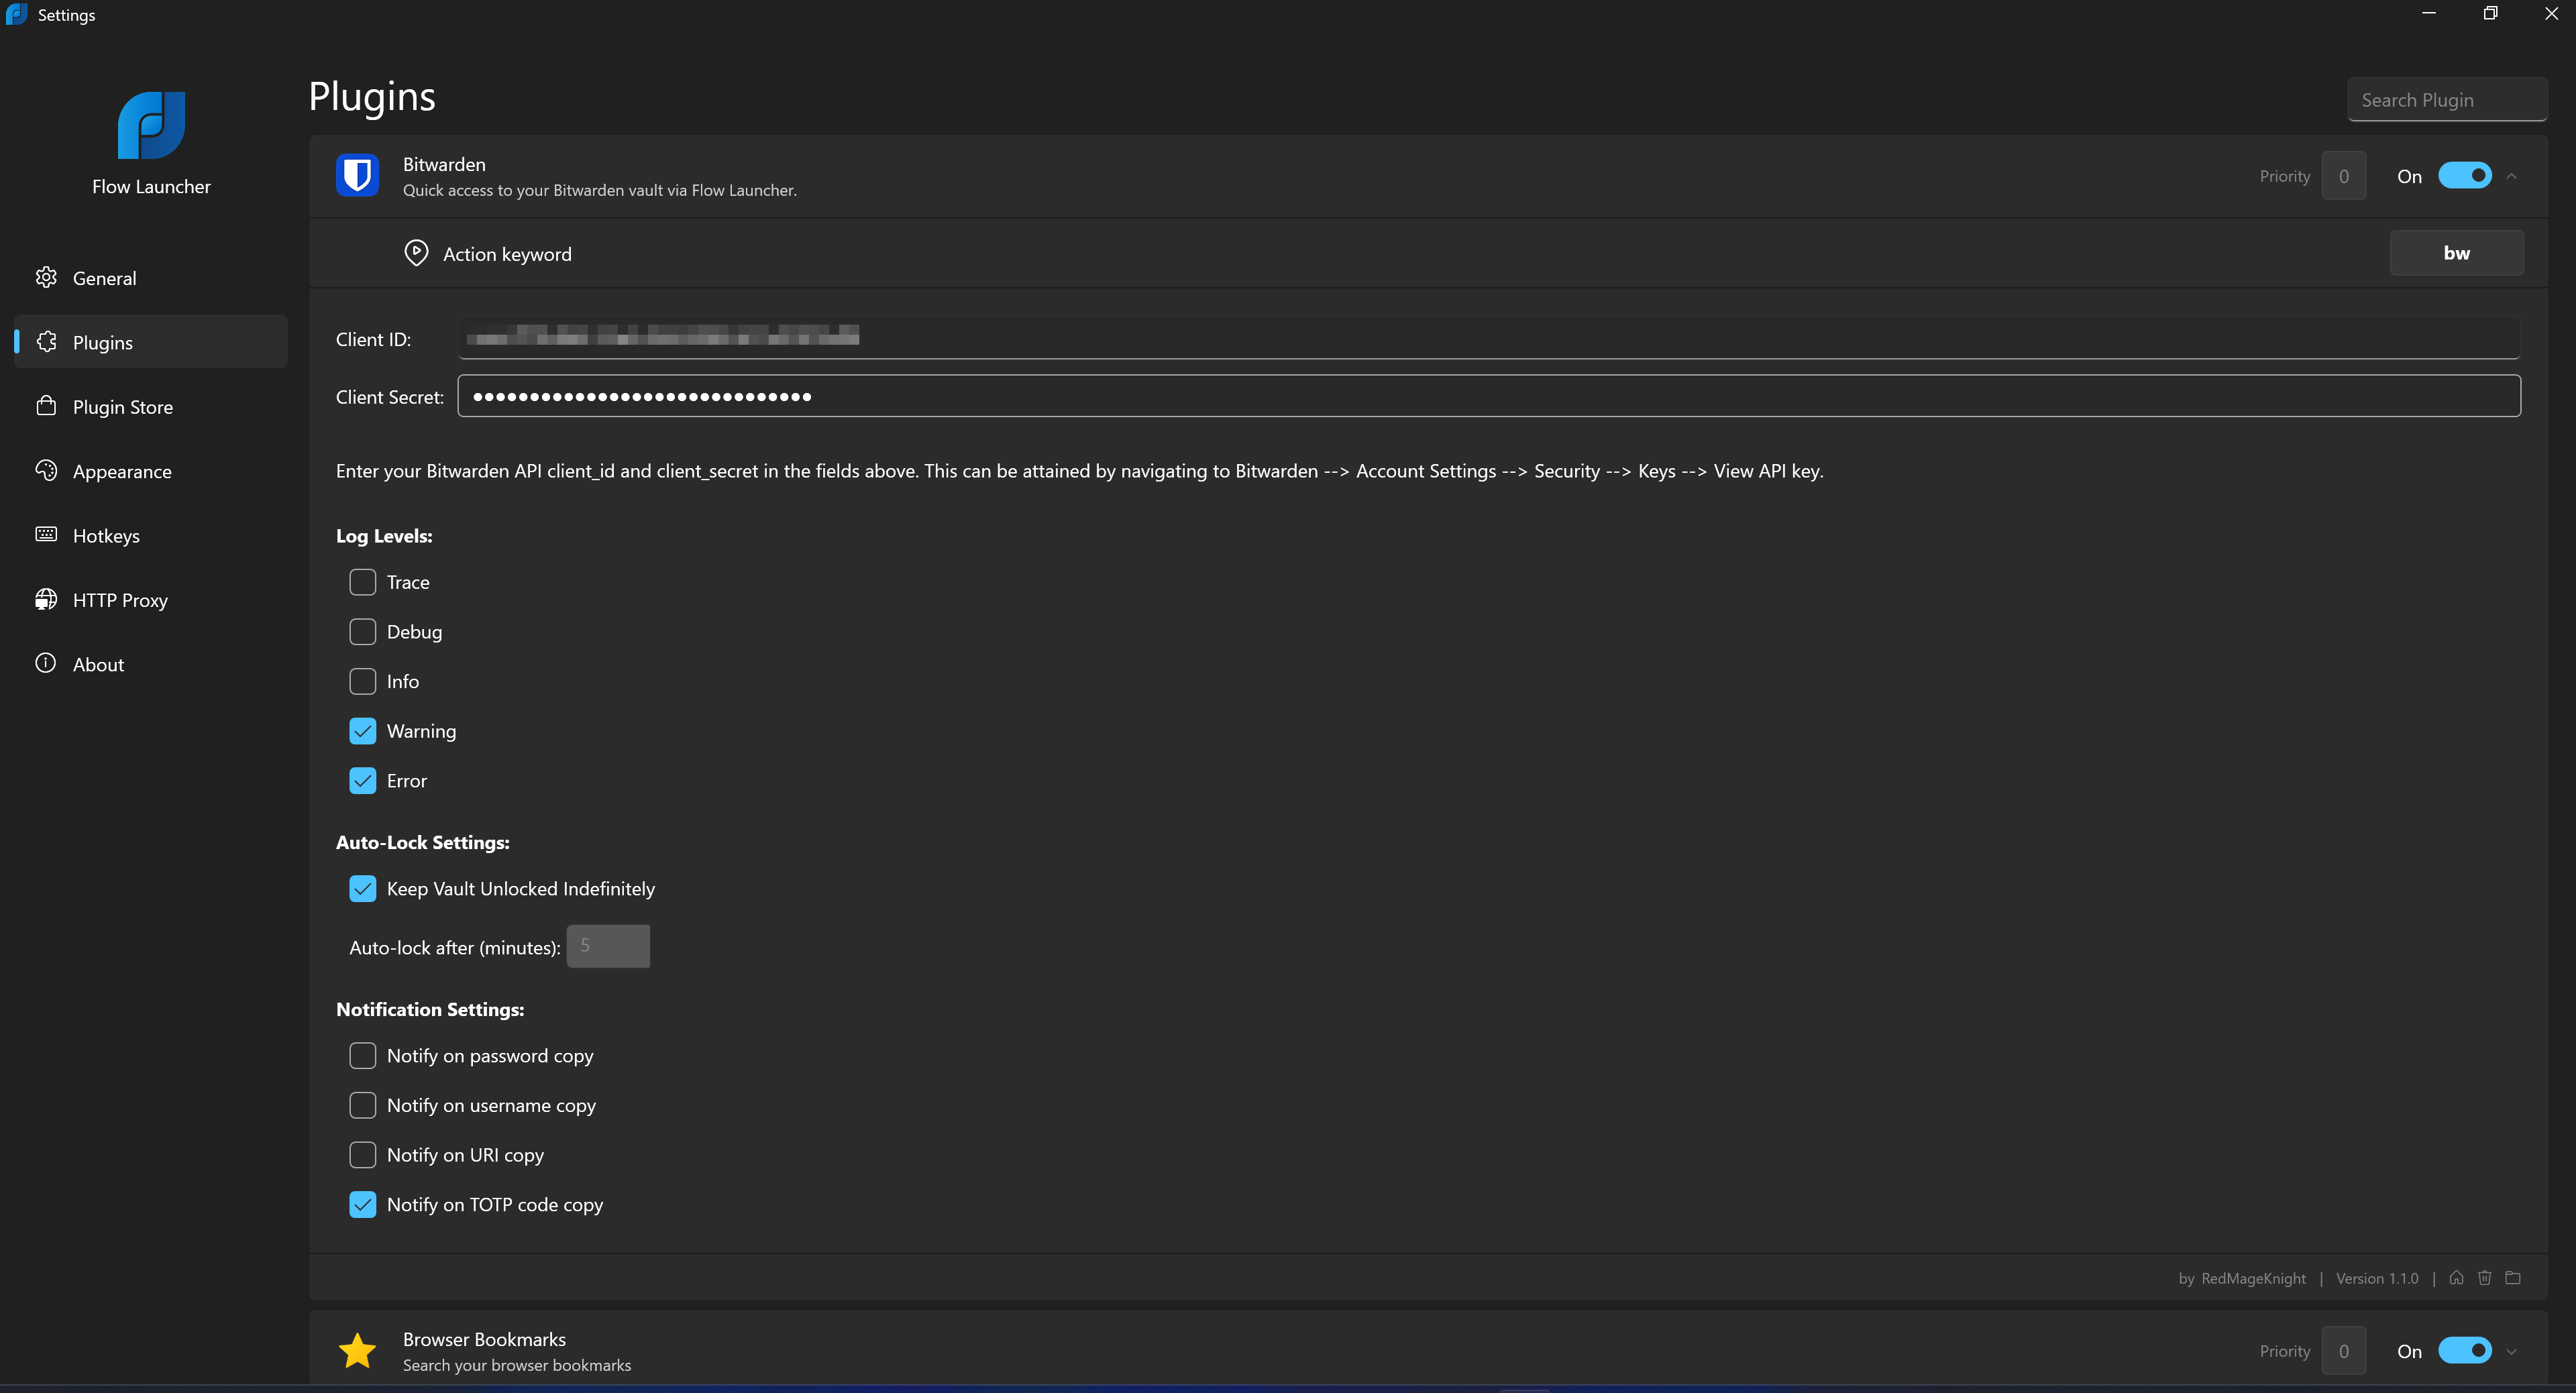 Settings
Flow Launcher
General
Plugins
Plugin Store
Appearance
Hotkeys
HTTP Proxy
About
Plugins
Search Plugin
Bitwarden
Quick access to your Bitwarden vault via Flow Launcher.
Priority 0 On
Action keyword
bw
Client ID:
Client Secret: ●●●●●●●●●●●●●●●●●●●●●●●●●●●●●●
Enter your Bitwarden API client_id and client_secret in the fields above. This can be attained by navigating to Bitwarden --> Account Settings --> Security --> Keys --> View API key.
Log Levels:
Trace
Debug
Info
Warning
Error
Auto-Lock Settings:
Keep Vault Unlocked Indefinitely
Auto-lock after (minutes): 5
Notification Settings:
Notify on password copy
Notify on username copy
Notify on URI copy
Notify on TOTP code copy
by RedMageKnight | Version 1.1.0 |
Browser Bookmarks
Search your browser bookmarks
Priority 0 On